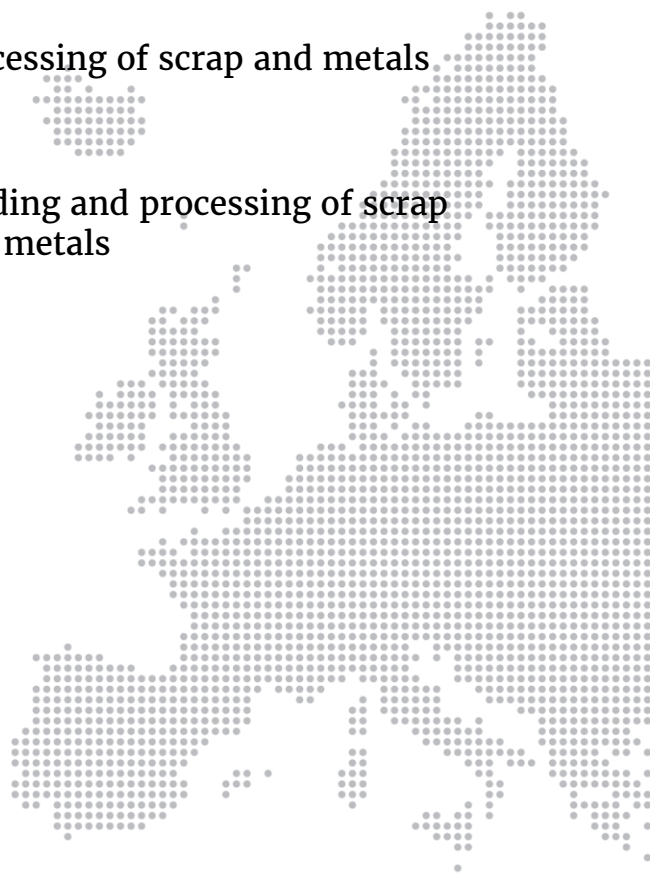 cessing of scrap and metals
ding and processing of scrap
metals